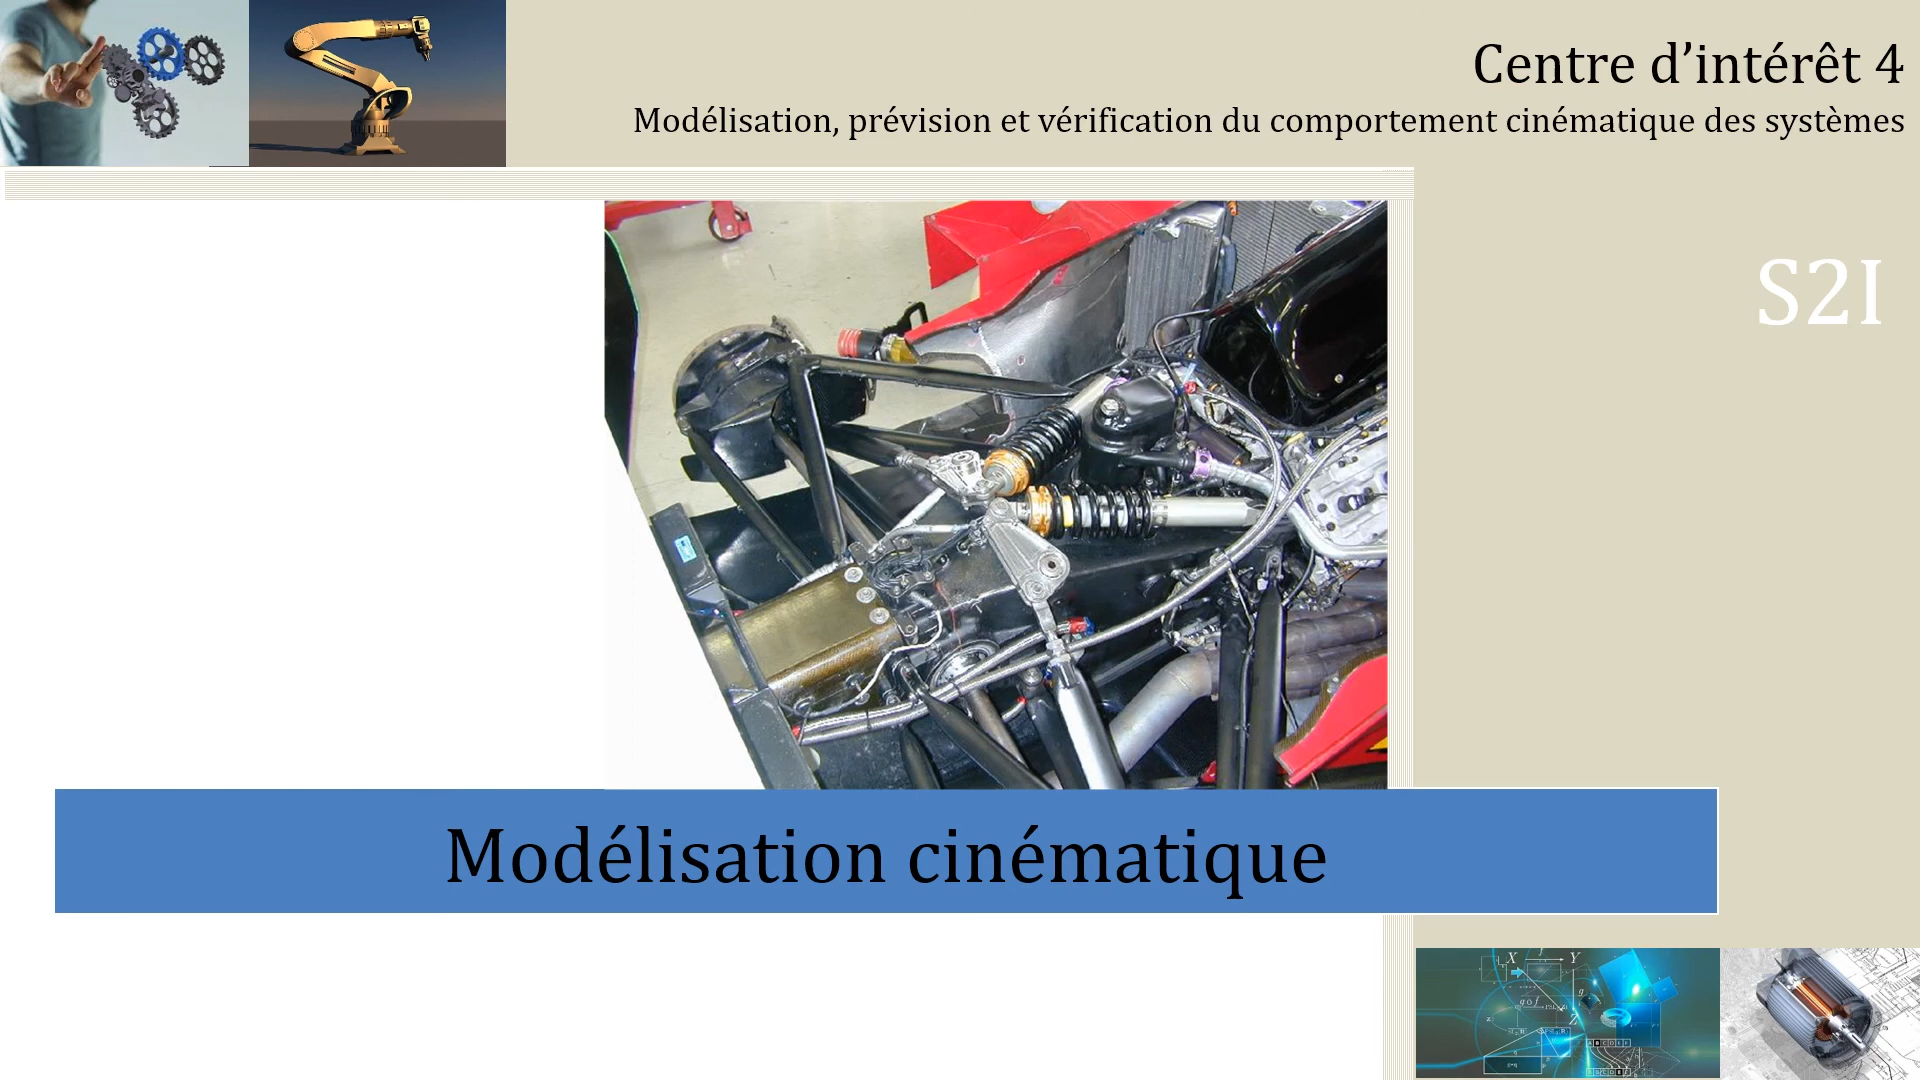 Centre d’intérêt 4
Modélisation, prévision et vérification du comportement cinématique des systèmes
S2I
Modélisation cinématique
X
Y
Z